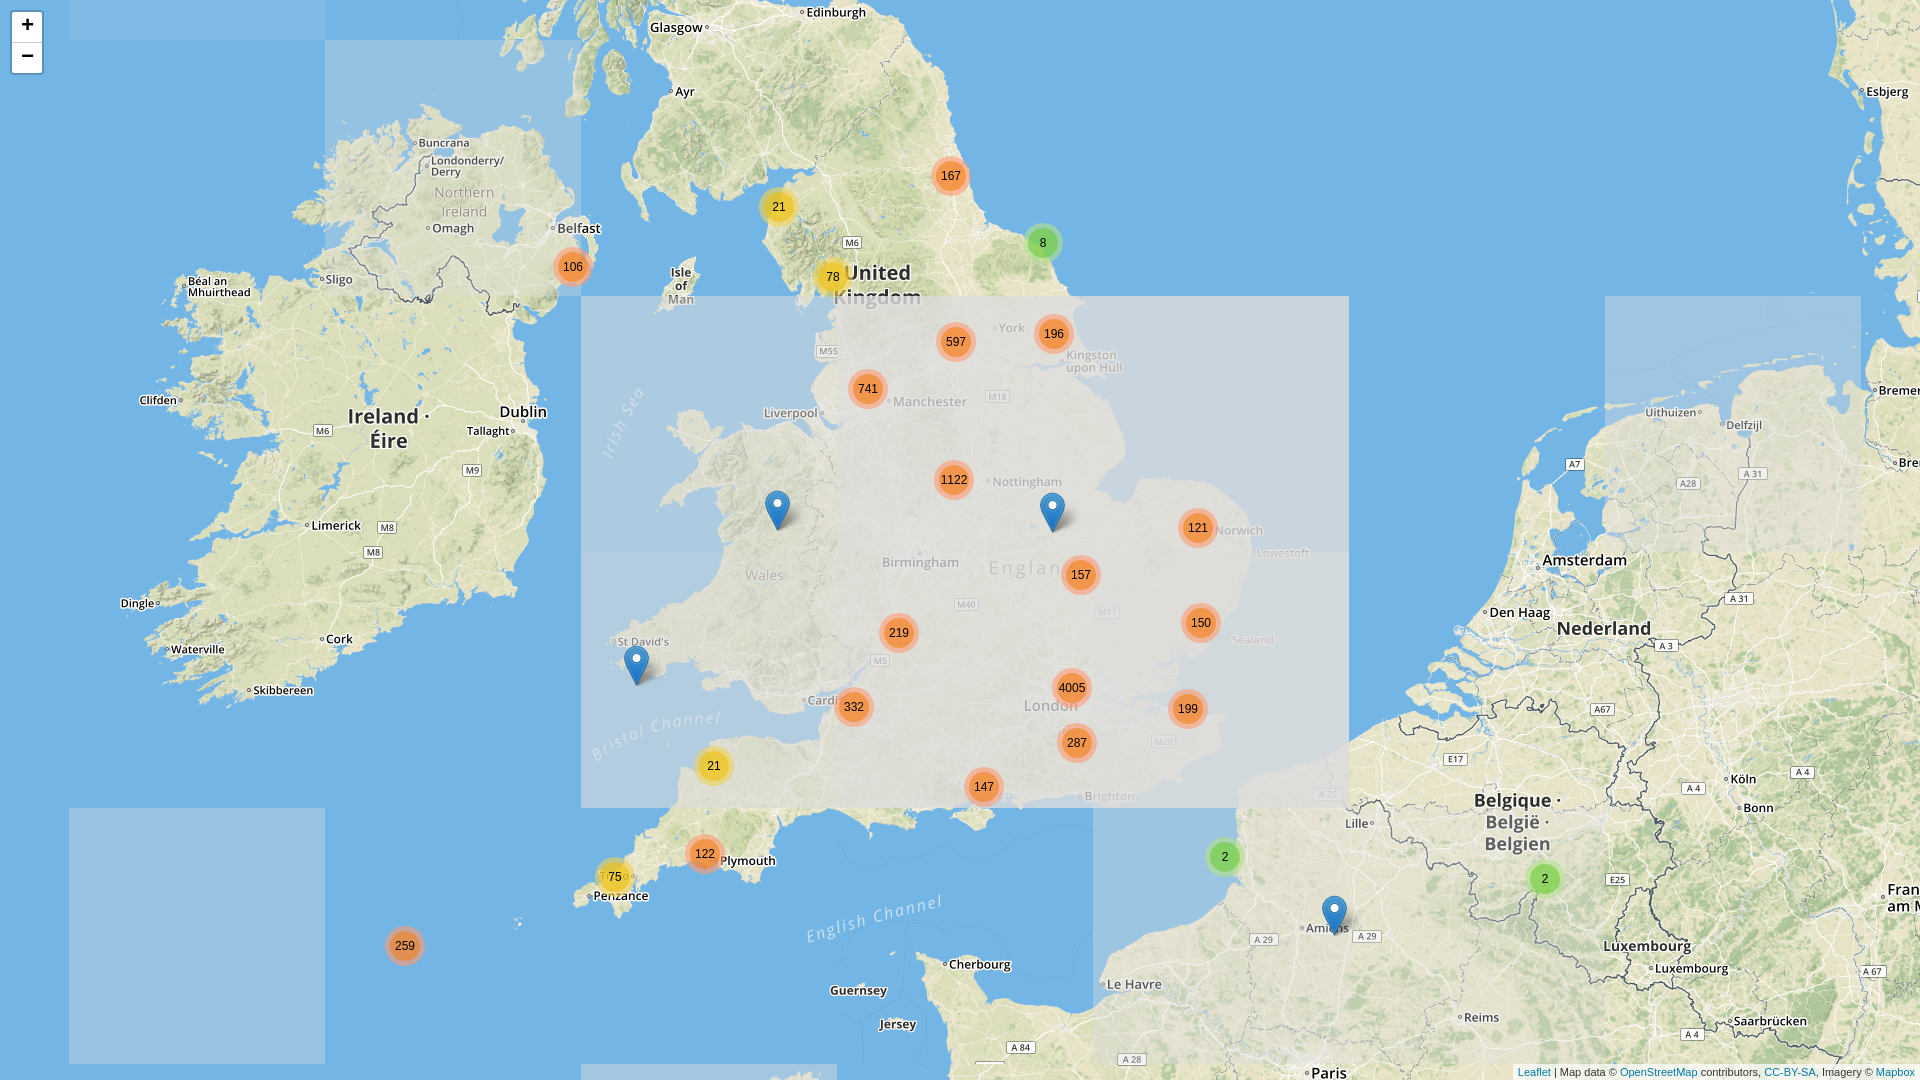 +
−
Edinburgh
Glasgow
Ayr
Esbjerg
Buncrana
Londonderry/
Derry
167
Northern
Ireland
21
Omagh
Belfast
M6
8
106
78
United
Kingdom
Isle
of
Man
Sligo
Béal an
Mhuirthead
York
196
597
M55
Kingston
upon Hull
741
Manchester
M18
Clifden
Liverpool
Irish Sea
Ireland ·
Éire
Dublin
Tallaght
M6
M9
Uithuizen
Delfzijl
A7
A 31
A28
1122
Nottingham
Limerick
M8
M8
121
Norwich
Lowestoft
Birmingham
Wales
157
Amsterdam
Dingle
M40
M11
A 31
Den Haag
Nederland
Cork
219
150
Sealand
Waterville
St David's
M5
A 3
Skibbereen
4005
London
332
199
A67
Bristol Channel
287
M20
E17
21
147
Brighton
A 25
Köln
A 4
A 4
Bonn
Belgique ·
België ·
Belgien
Lille
122
Plymouth
2
75
Penzance
2
E25
English Channel
259
Amiens
A 29
A 29
Luxembourg
Luxembourg
A 67
Cherbourg
Guernsey
Le Havre
Jersey
Reims
Saarbrücken
A 84
A 28
A 4
Paris
Leaflet | Map data © OpenStreetMap contributors, CC-BY-SA, Imagery © Mapbox